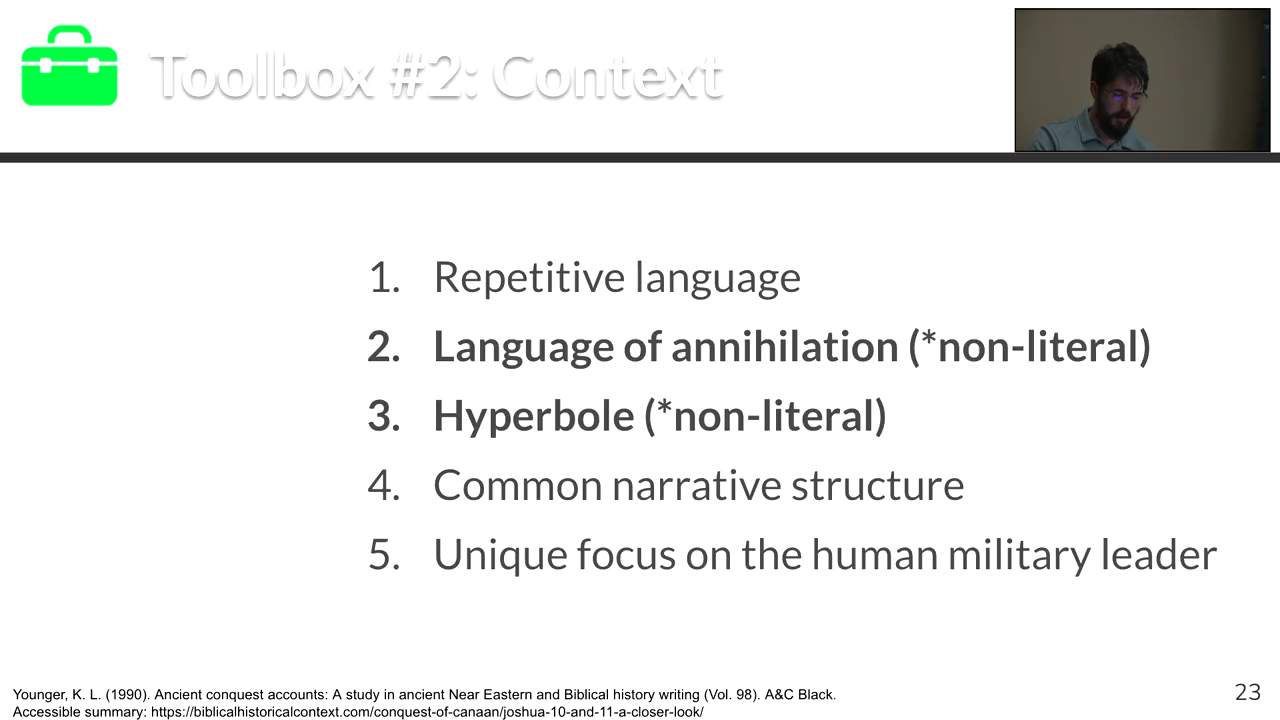 Toolbox #2: Context
1. Repetitive language
2. Language of annihilation (*non-literal)
3. Hyperbole (*non-literal)
4. Common narrative structure
5. Unique focus on the human military leader
Younger, K. L. (1990). Ancient conquest accounts: A study in ancient Near Eastern and Biblical history writing (Vol. 98). A&C Black.
Accessible summary: https://biblicalhistoricalcontext.com/conquest-of-canaan/joshua-10-and-11-a-closer-look/
23